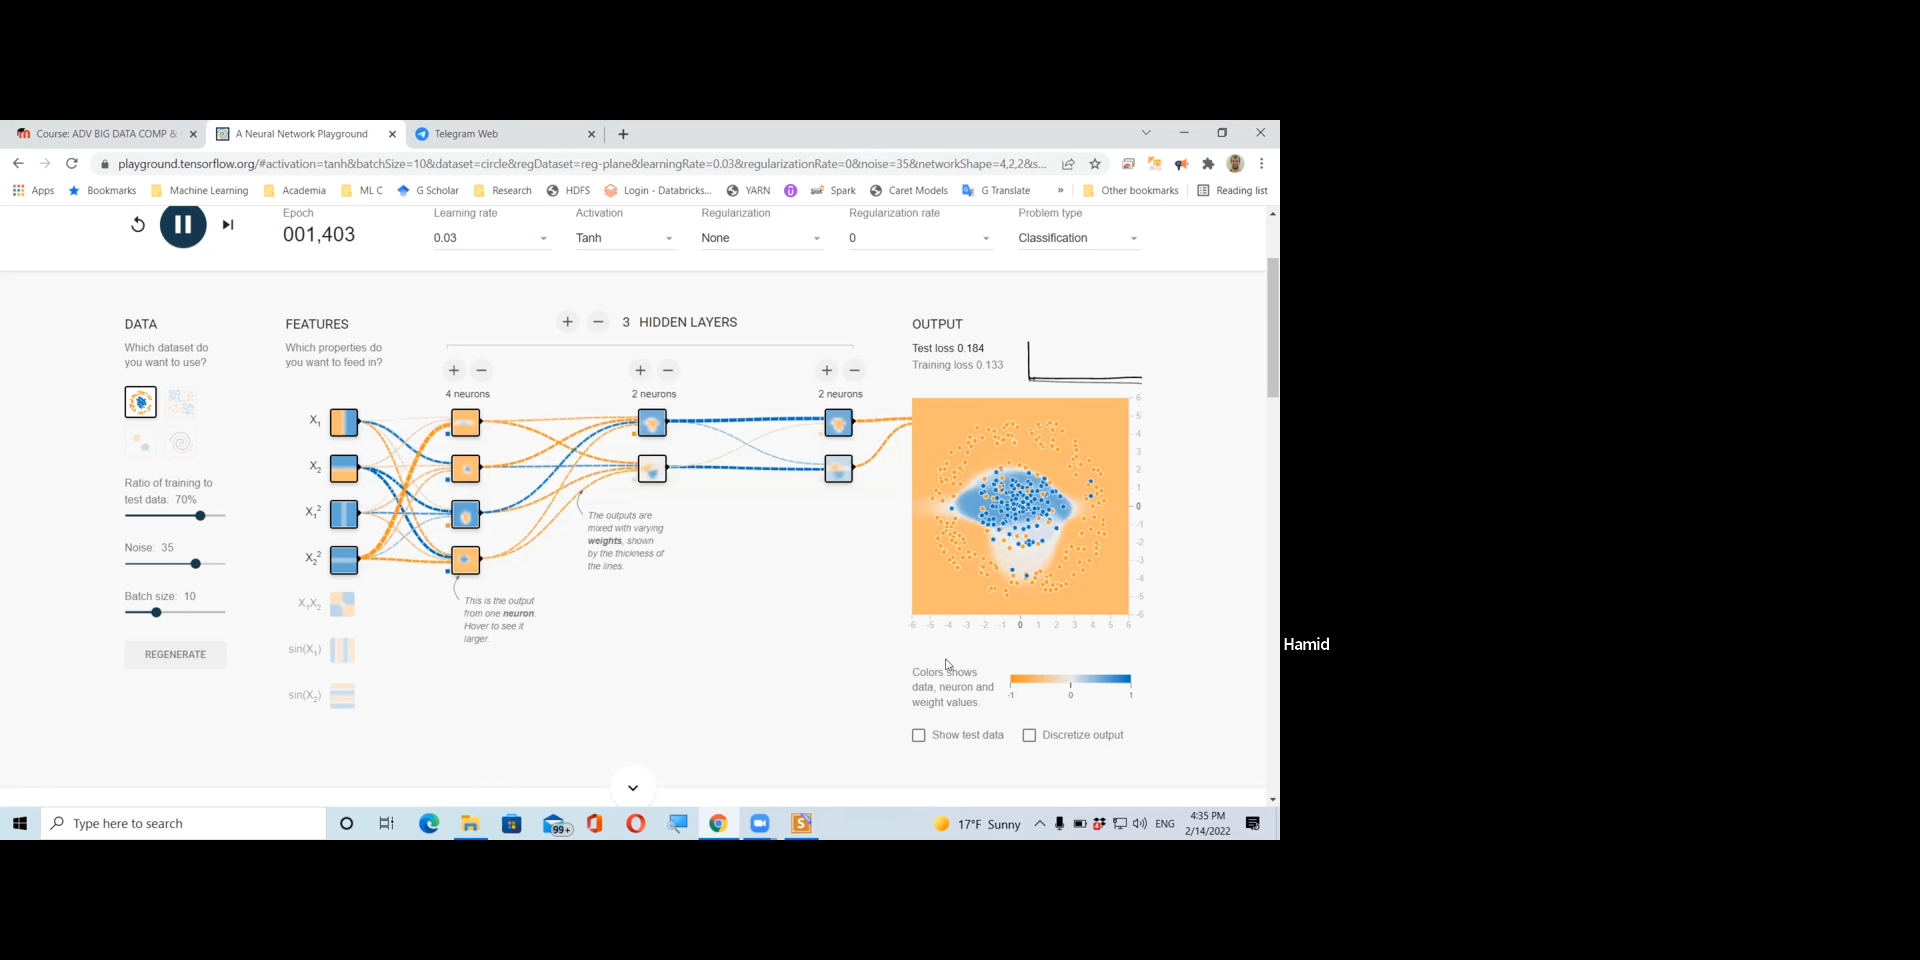 Course: ADV BIG DATA COMP &
A Neural Network Playground
Telegram Web
playground.tensorflow.org/#activation=tanh&batchSize=10&dataset=circle&regDataset=reg-plane&learningRate=0.03&regularizationRate=0&noise=35&networkShape=4,2,2&s...
Apps
Bookmarks
Machine Learning
Academia
ML C
G Scholar
Research
HDFS
Login - Databricks...
YARN
Spark
Caret Models
G Translate
»
Other bookmarks
Reading list
Epoch
001,403
Learning rate
0.03
Activation
Tanh
Regularization
None
Regularization rate
0
Problem type
Classification
DATA
Which dataset do
you want to use?
Ratio of training to
test data: 70%
Noise: 35
Batch size: 10
REGENERATE
FEATURES
Which properties do
you want to feed in?
X₁
X₂
X₁²
X₂²
X₁X₂
sin(X₁)
sin(X₂)
+ − 3 HIDDEN LAYERS
+ −
4 neurons
+ −
2 neurons
+ −
2 neurons
The outputs are
mixed with varying
weights, shown
by the thickness of
the lines.
This is the output
from one neuron.
Hover to see it
larger.
OUTPUT
Test loss 0.184
Training loss 0.133
6
5
4
3
2
1
0
-1
-2
-3
-4
-5
-6
-6 -5 -4 -3 -2 -1 0 1 2 3 4 5 6
Colors shows
data, neuron and
weight values.
-1 0 1
Show test data
Discretize output
Hamid
Type here to search
99+
17°F Sunny
ENG
4:35 PM
2/14/2022